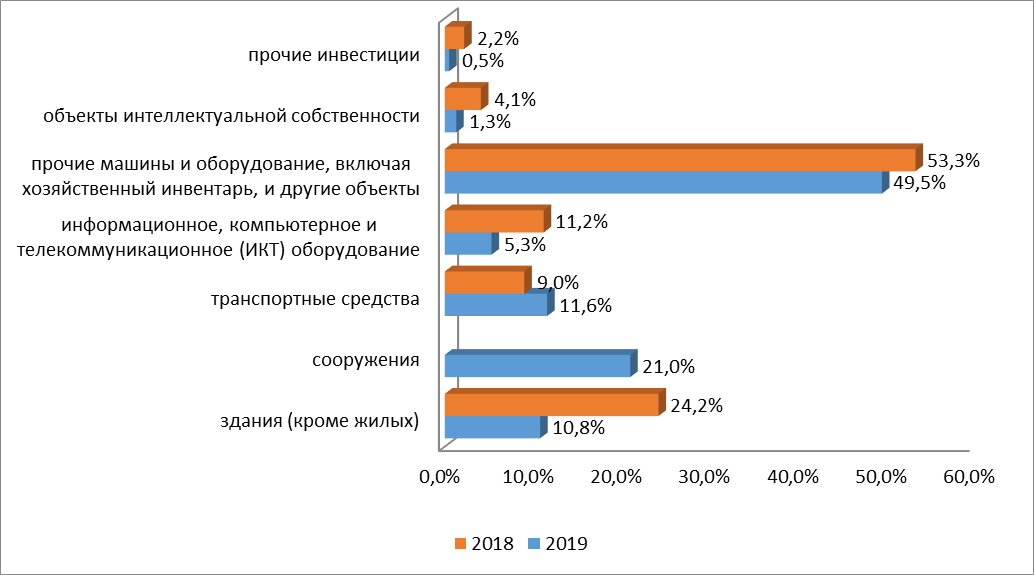 прочие инвестиции
2,2%
0,5%
объекты интеллектуальной собственности
4,1%
1,3%
прочие машины и оборудование, включая
хозяйственный инвентарь, и другие объекты
53,3%
49,5%
информационное, компьютерное и
телекоммуникационное (ИКТ) оборудование
11,2%
5,3%
транспортные средства
9,0%
11,6%
сооружения
21,0%
здания (кроме жилых)
24,2%
10,8%
0,0% 10,0% 20,0% 30,0% 40,0% 50,0% 60,0%
2018 2019